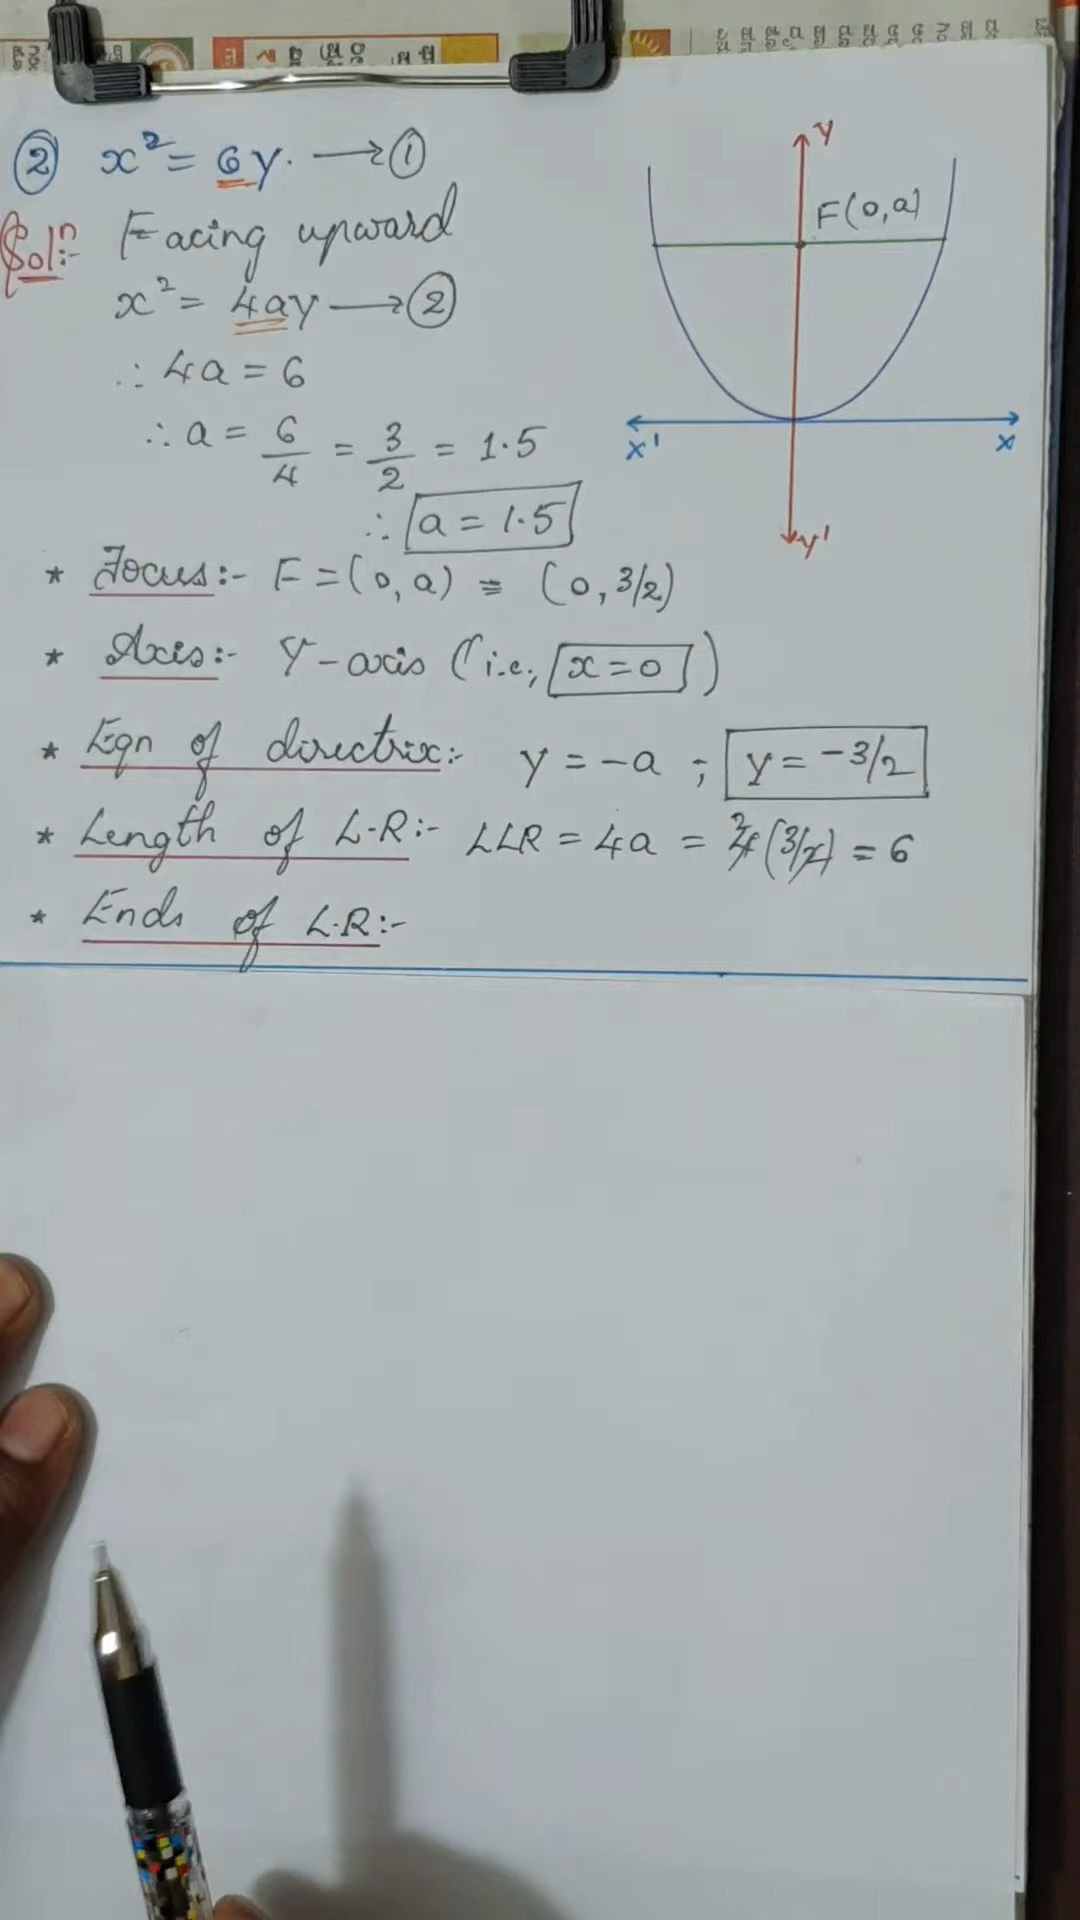 ② x² = 6y. → ①
Solⁿ:- Facing upward
x² = 4ay → ②
∴ 4a = 6
∴ a = 6/4 = 3/2 = 1.5
∴ a = 1.5
* Focus:- F = (0, a) = (0, 3/2)
* Axis:- Y-axis (i.e, x = 0)
* Eqn of directrix:- y = -a ; y = -3/2
* Length of L.R:- LLR = 4a = 4 2 (3/2) = 6
* Ends of L.R:-
Y
F(0, a)
X' X
Y'